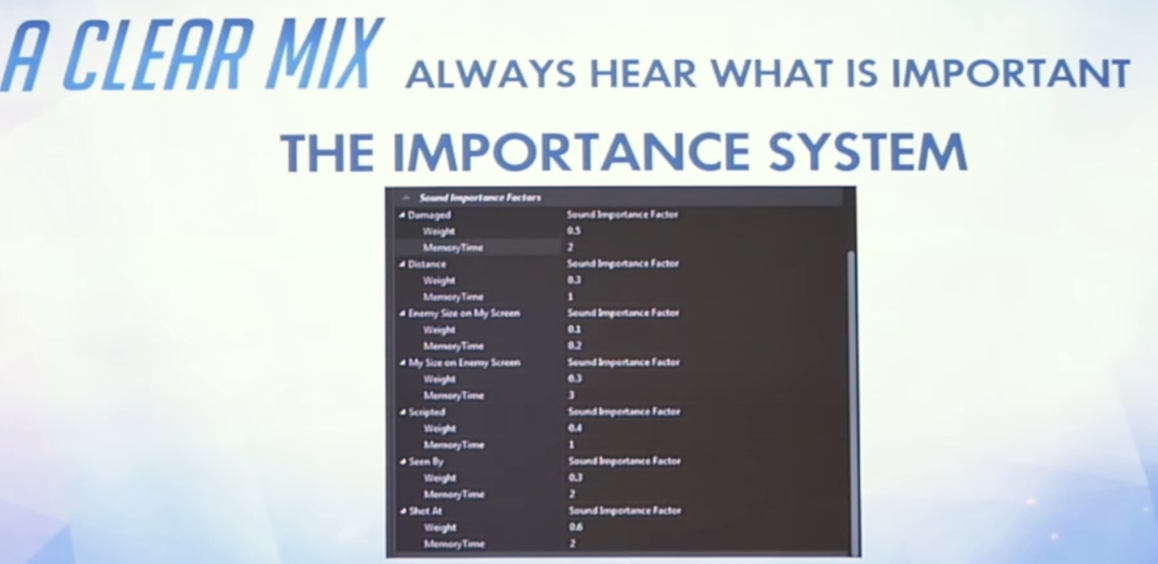 A CLEAR MIX ALWAYS HEAR WHAT IS IMPORTANT
THE IMPORTANCE SYSTEM
Sound Importance Factors
Damaged Sound Importance Factor
Weight 0.5
MemoryTime 2
Distance Sound Importance Factor
Weight 0.3
MemoryTime 1
Enemy Size on My Screen Sound Importance Factor
Weight 0.1
MemoryTime 0.2
My Size on Enemy Screen Sound Importance Factor
Weight 0.3
MemoryTime 3
Scripted Sound Importance Factor
Weight 0.4
MemoryTime 1
Seen By Sound Importance Factor
Weight 0.3
MemoryTime 2
Shot At Sound Importance Factor
Weight 0.6
MemoryTime 2